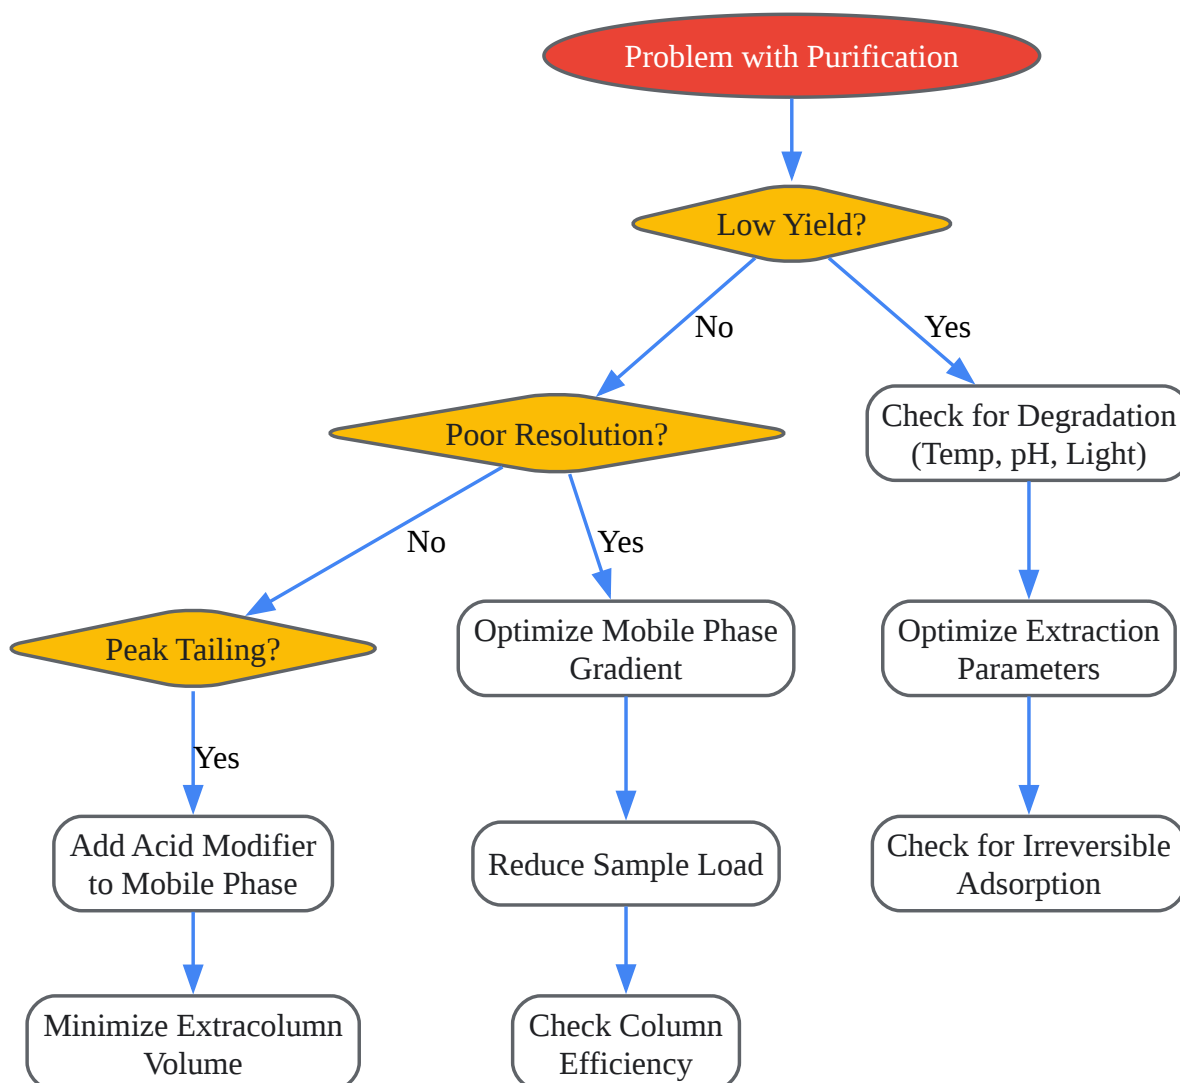 Problem with Purification
Low Yield?
No
Yes
Poor Resolution?
Check for Degradation
(Temp, pH, Light)
No
Yes
Peak Tailing?
Optimize Mobile Phase
Gradient
Optimize Extraction
Parameters
Yes
Add Acid Modifier
to Mobile Phase
Reduce Sample Load
Check for Irreversible
Adsorption
Minimize Extracolumn
Volume
Check Column
Efficiency